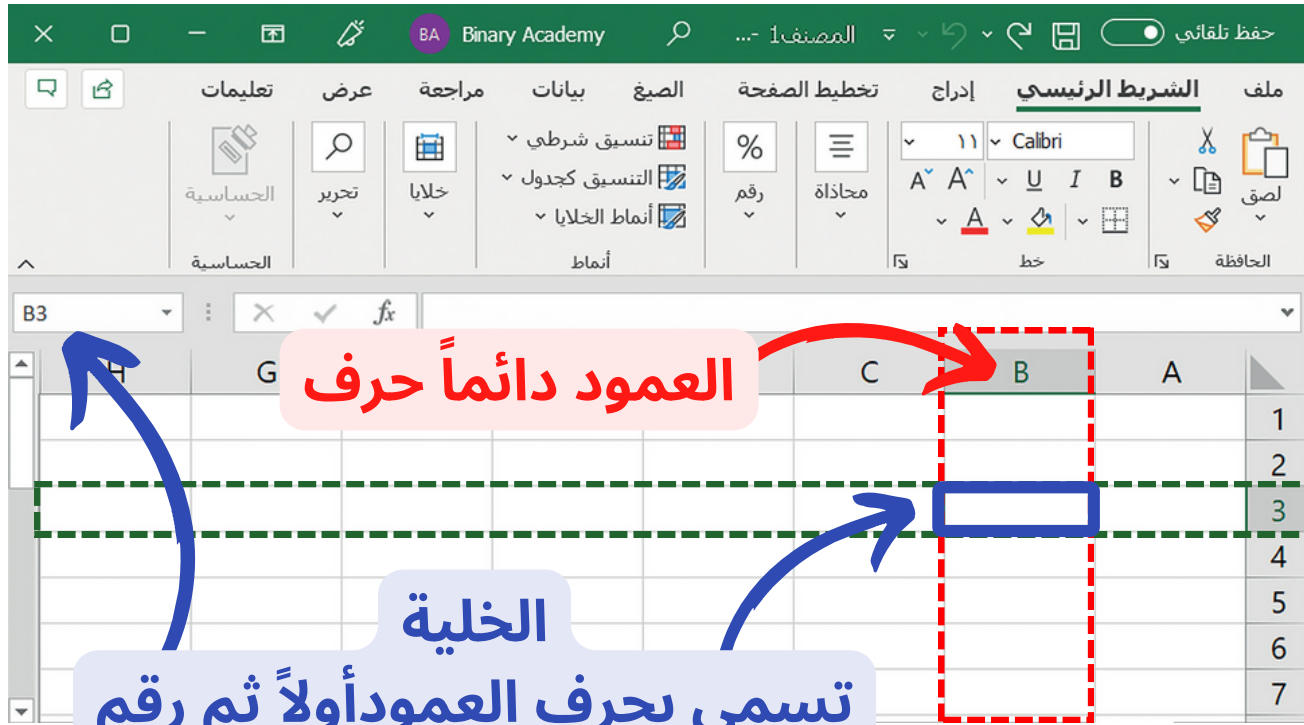 حفظ تلقائي المصنف1 -... Binary Academy BA
ملف الشريط الرئيسي إدراج تخطيط الصفحة الصيغ بيانات مراجعة عرض تعليمات
لصق
الحافظة
Calibri ١١
B I U A^ Aˇ
A
خط
محاذاة
% رقم
تنسيق شرطي
التنسيق كجدول
أنماط الخلايا
أنماط
خلايا
تحرير
الحساسية
الحساسية
B3 fx
A B C G H
العمود دائماً حرف
1
2
3
4
5
6
7
الخلية
تسمى بحرف العمودأولاً ثم رقم